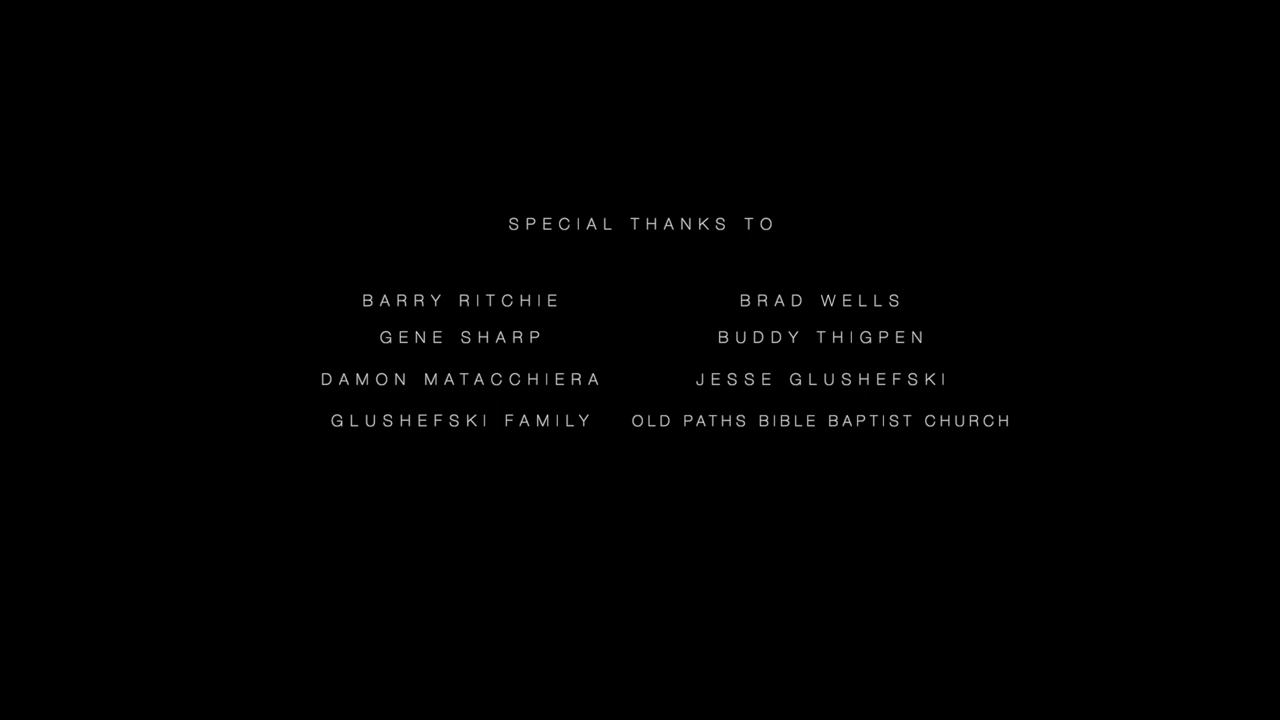 SPECIAL THANKS TO
BARRY RITCHIE
BRAD WELLS
GENE SHARP
BUDDY THIGPEN
DAMON MATACCHIERA
JESSE GLUSHEFSKI
GLUSHEFSKI FAMILY
OLD PATHS BIBLE BAPTIST CHURCH